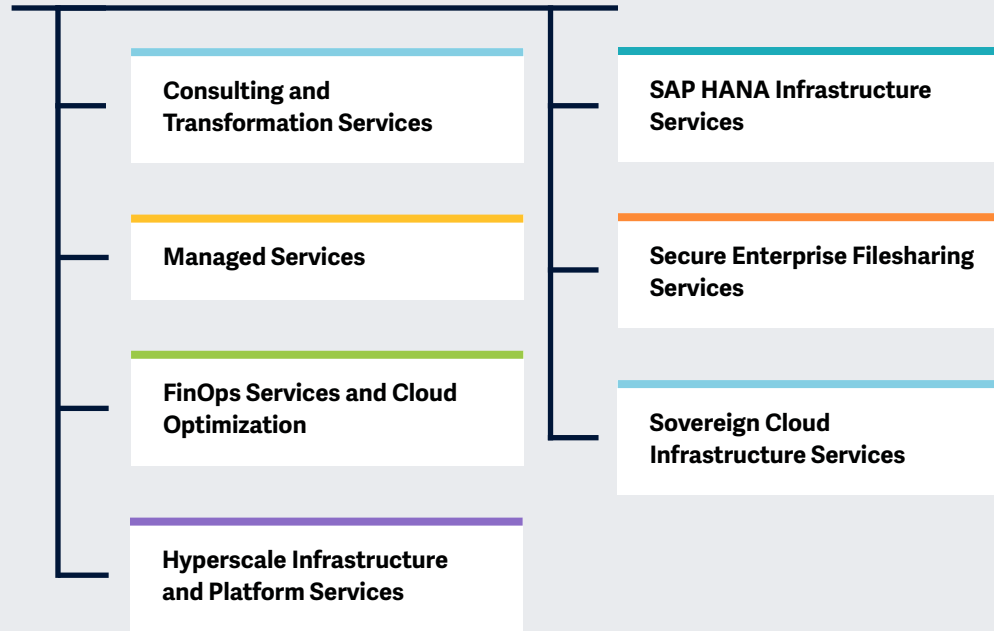 Consulting and
Transformation Services
Managed Services
FinOps Services and Cloud
Optimization
Hyperscale Infrastructure
and Platform Services
SAP HANA Infrastructure
Services
Secure Enterprise Filesharing
Services
Sovereign Cloud
Infrastructure Services